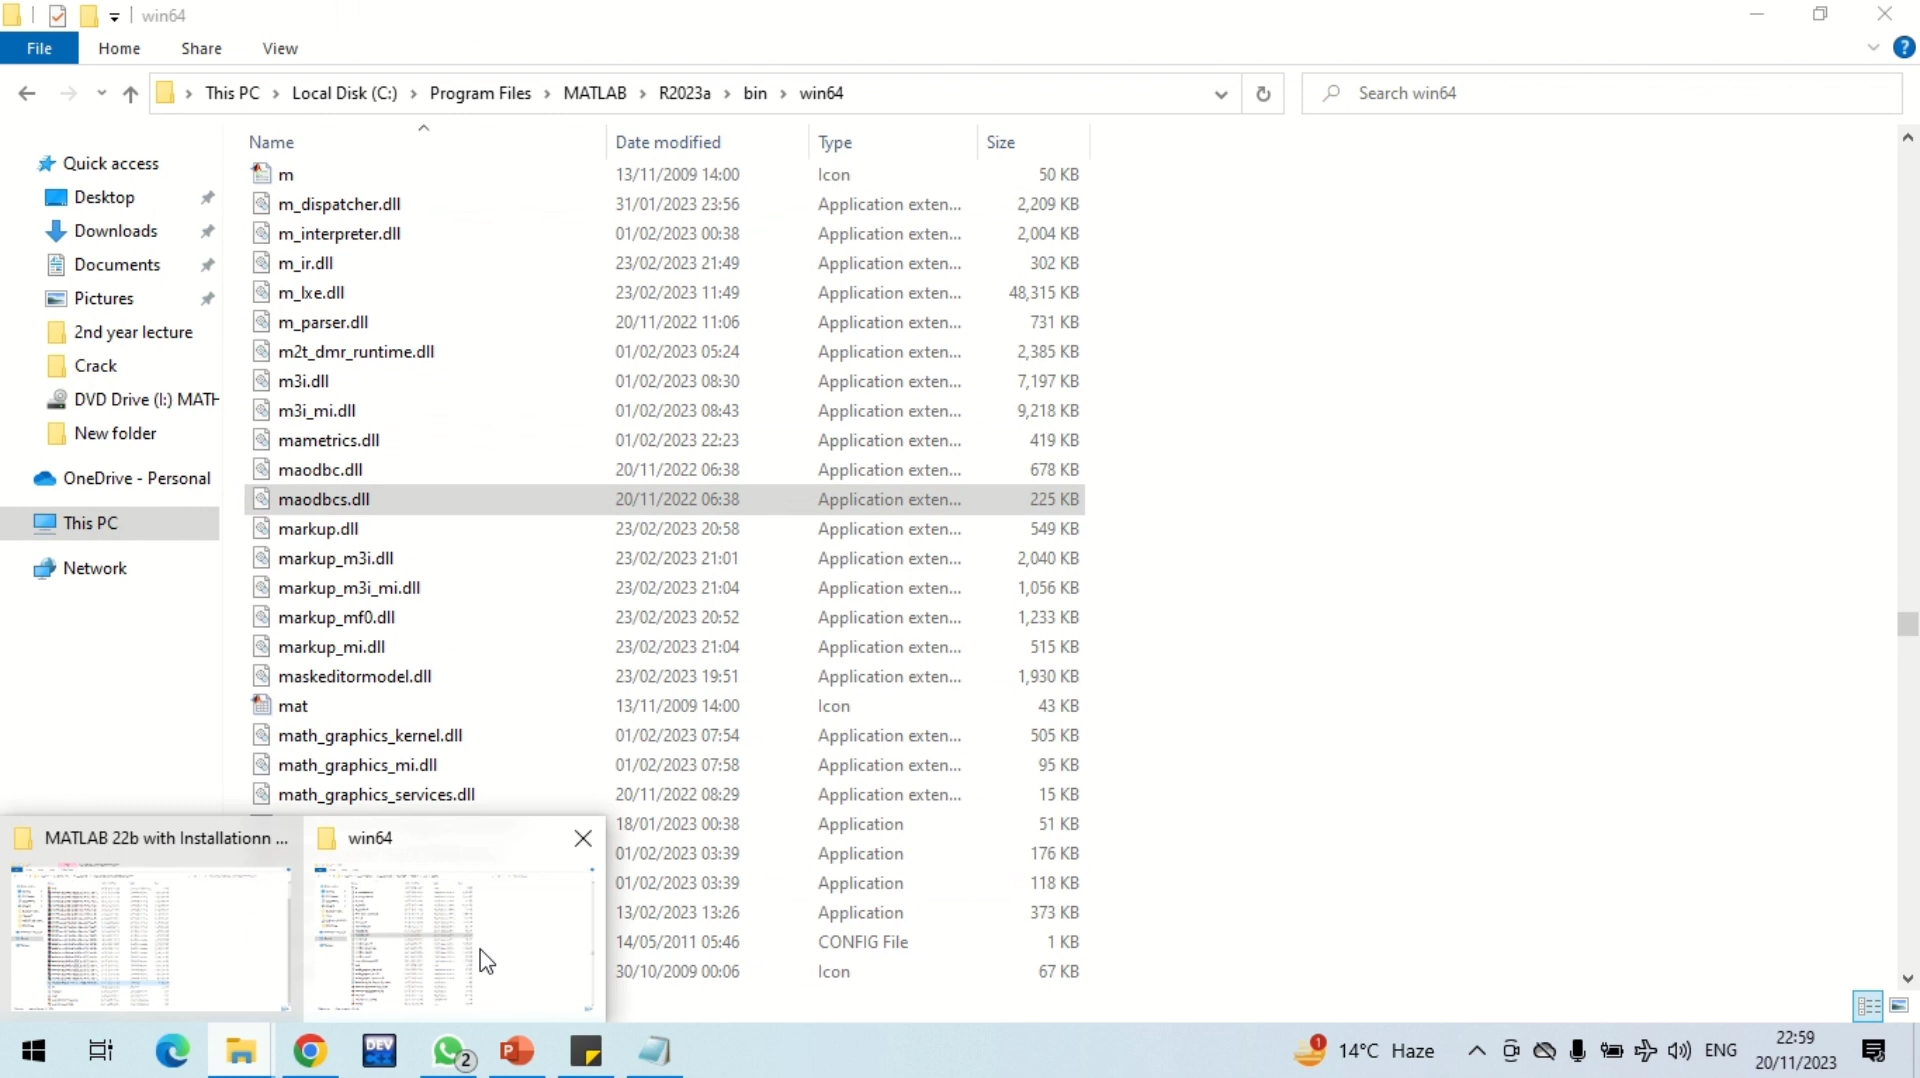 win64
File Home Share View
This PC Local Disk (C:) Program Files MATLAB R2023a bin win64 Search win64
Name Date modified Type Size
Quick access
Desktop
Downloads
Documents
Pictures
2nd year lecture
Crack
DVD Drive (I:) MATH
New folder
OneDrive - Personal
This PC
Network
m 13/11/2009 14:00 Icon 50 KB
m_dispatcher.dll 31/01/2023 23:56 Application exten... 2,209 KB
m_interpreter.dll 01/02/2023 00:38 Application exten... 2,004 KB
m_ir.dll 23/02/2023 21:49 Application exten... 302 KB
m_lxe.dll 23/02/2023 11:49 Application exten... 48,315 KB
m_parser.dll 20/11/2022 11:06 Application exten... 731 KB
m2t_dmr_runtime.dll 01/02/2023 05:24 Application exten... 2,385 KB
m3i.dll 01/02/2023 08:30 Application exten... 7,197 KB
m3i_mi.dll 01/02/2023 08:43 Application exten... 9,218 KB
mametrics.dll 01/02/2023 22:23 Application exten... 419 KB
maodbc.dll 20/11/2022 06:38 Application exten... 678 KB
maodbcs.dll 20/11/2022 06:38 Application exten... 225 KB
markup.dll 23/02/2023 20:58 Application exten... 549 KB
markup_m3i.dll 23/02/2023 21:01 Application exten... 2,040 KB
markup_m3i_mi.dll 23/02/2023 21:04 Application exten... 1,056 KB
markup_mf0.dll 23/02/2023 20:52 Application exten... 1,233 KB
markup_mi.dll 23/02/2023 21:04 Application exten... 515 KB
maskeditormodel.dll 23/02/2023 19:51 Application exten... 1,930 KB
mat 13/11/2009 14:00 Icon 43 KB
math_graphics_kernel.dll 01/02/2023 07:54 Application exten... 505 KB
math_graphics_mi.dll 01/02/2023 07:58 Application exten... 95 KB
math_graphics_services.dll 20/11/2022 08:29 Application exten... 15 KB
18/01/2023 00:38 Application 51 KB
01/02/2023 03:39 Application 176 KB
01/02/2023 03:39 Application 118 KB
13/02/2023 13:26 Application 373 KB
14/05/2011 05:46 CONFIG File 1 KB
30/10/2009 00:06 Icon 67 KB
MATLAB 22b with Installationn ... win64
DEV C++ 2 1 14°C Haze ENG 22:59
20/11/2023